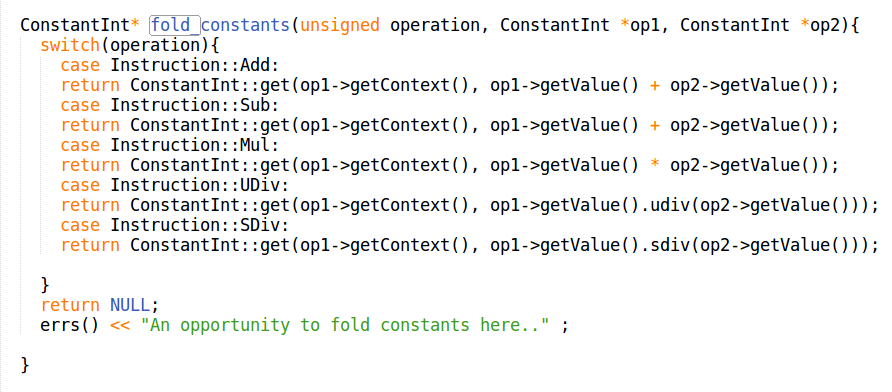 ConstantInt* fold_constants(unsigned operation, ConstantInt *op1, ConstantInt *op2){
switch(operation){
case Instruction::Add:
return ConstantInt::get(op1->getContext(), op1->getValue() + op2->getValue());
case Instruction::Sub:
return ConstantInt::get(op1->getContext(), op1->getValue() + op2->getValue());
case Instruction::Mul:
return ConstantInt::get(op1->getContext(), op1->getValue() * op2->getValue());
case Instruction::UDiv:
return ConstantInt::get(op1->getContext(), op1->getValue().udiv(op2->getValue()));
case Instruction::SDiv:
return ConstantInt::get(op1->getContext(), op1->getValue().sdiv(op2->getValue()));
}
return NULL;
errs() << "An opportunity to fold constants here.." ;
}